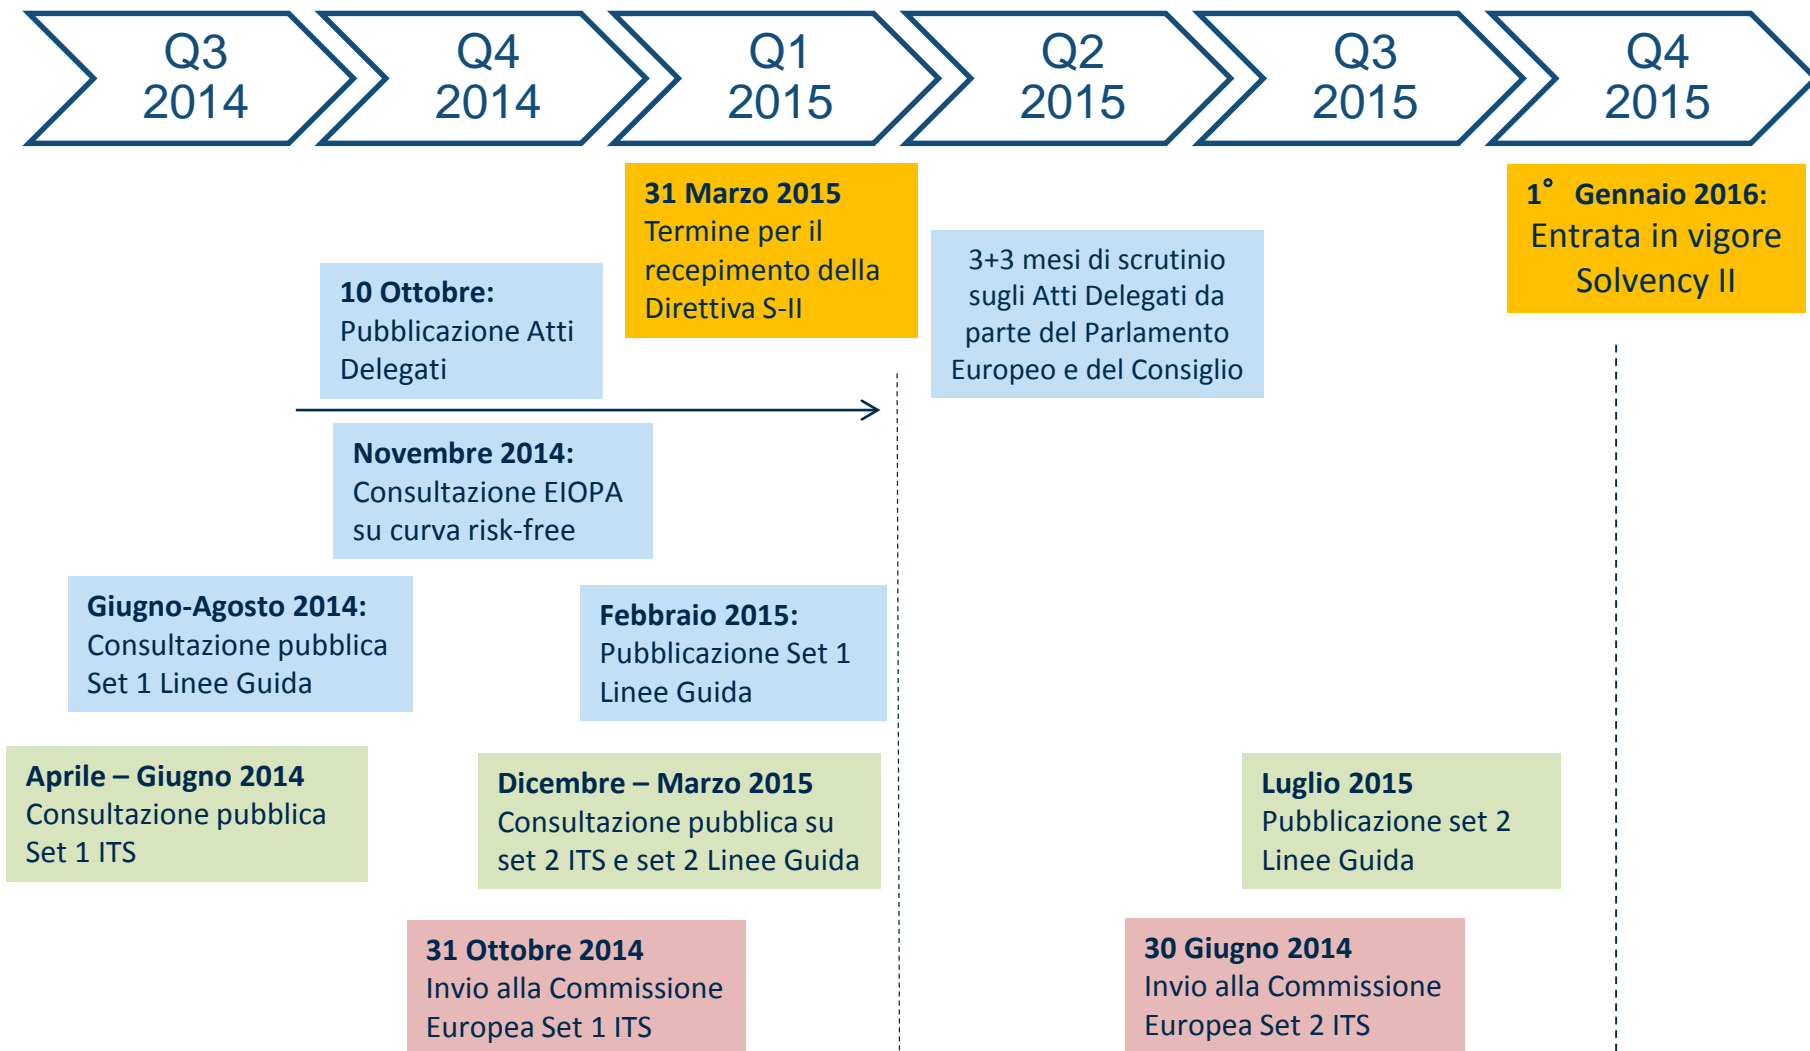 Q3
2014
Q4
2014
Q1
2015
Q2
2015
Q3
2015
Q4
2015
31 Marzo 2015
Termine per il
recepimento della
Direttiva S-II
1° Gennaio 2016:
Entrata in vigore
Solvency II
3+3 mesi di scrutinio
sugli Atti Delegati da
parte del Parlamento
Europeo e del Consiglio
10 Ottobre:
Pubblicazione Atti
Delegati
Novembre 2014:
Consultazione EIOPA
su curva risk-free
Giugno-Agosto 2014:
Consultazione pubblica
Set 1 Linee Guida
Febbraio 2015:
Pubblicazione Set 1
Linee Guida
Aprile – Giugno 2014
Consultazione pubblica
Set 1 ITS
Dicembre – Marzo 2015
Consultazione pubblica su
set 2 ITS e set 2 Linee Guida
Luglio 2015
Pubblicazione set 2
Linee Guida
31 Ottobre 2014
Invio alla Commissione
Europea Set 1 ITS
30 Giugno 2014
Invio alla Commissione
Europea Set 2 ITS